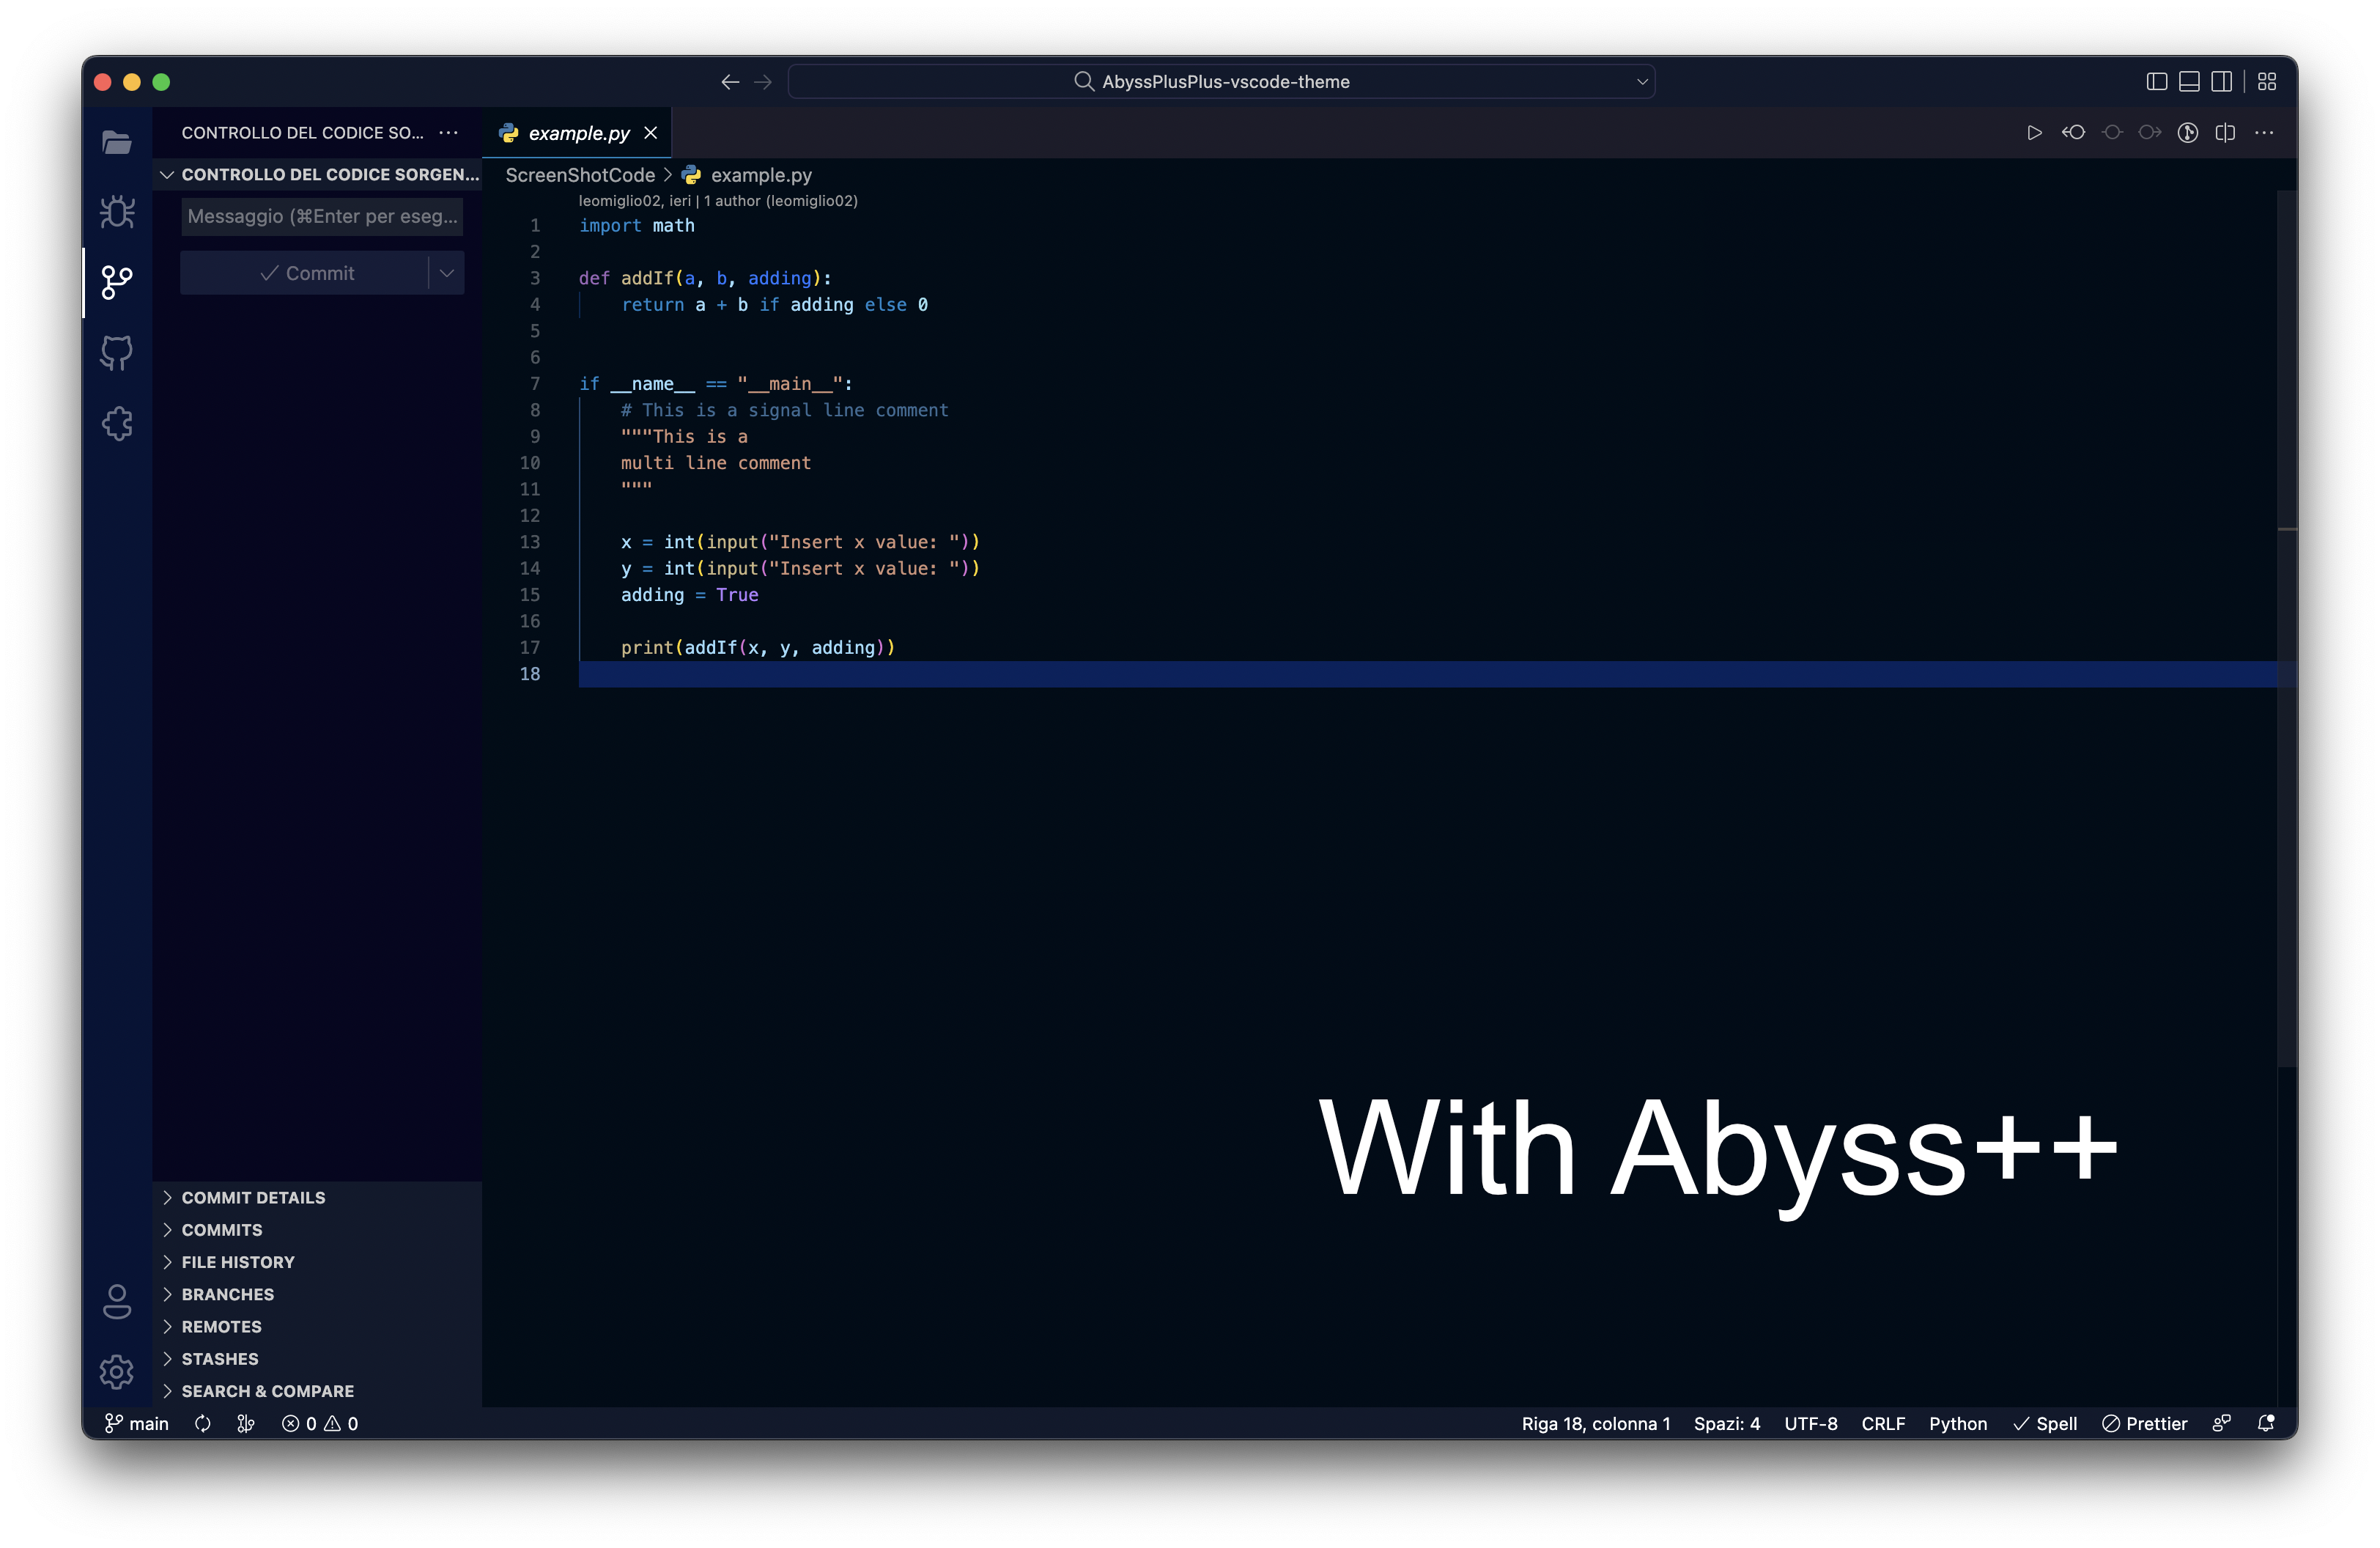 AbyssPlusPlus-vscode-theme
CONTROLLO DEL CODICE SO...
example.py
CONTROLLO DEL CODICE SORGEN...
Messaggio (⌘Enter per eseg...
Commit
ScreenShotCode > example.py
leomiglio02, ieri | 1 author (leomiglio02)
1 import math
2
3 def addIf(a, b, adding):
4     return a + b if adding else 0
5
6
7 if __name__ == "__main__":
8     # This is a signal line comment
9     """This is a
10     multi line comment
11     """
12
13     x = int(input("Insert x value: "))
14     y = int(input("Insert x value: "))
15     adding = True
16
17     print(addIf(x, y, adding))
18
With Abyss++
COMMIT DETAILS
COMMITS
FILE HISTORY
BRANCHES
REMOTES
STASHES
SEARCH & COMPARE
main 0 0 Riga 18, colonna 1 Spazi: 4 UTF-8 CRLF Python Spell Prettier